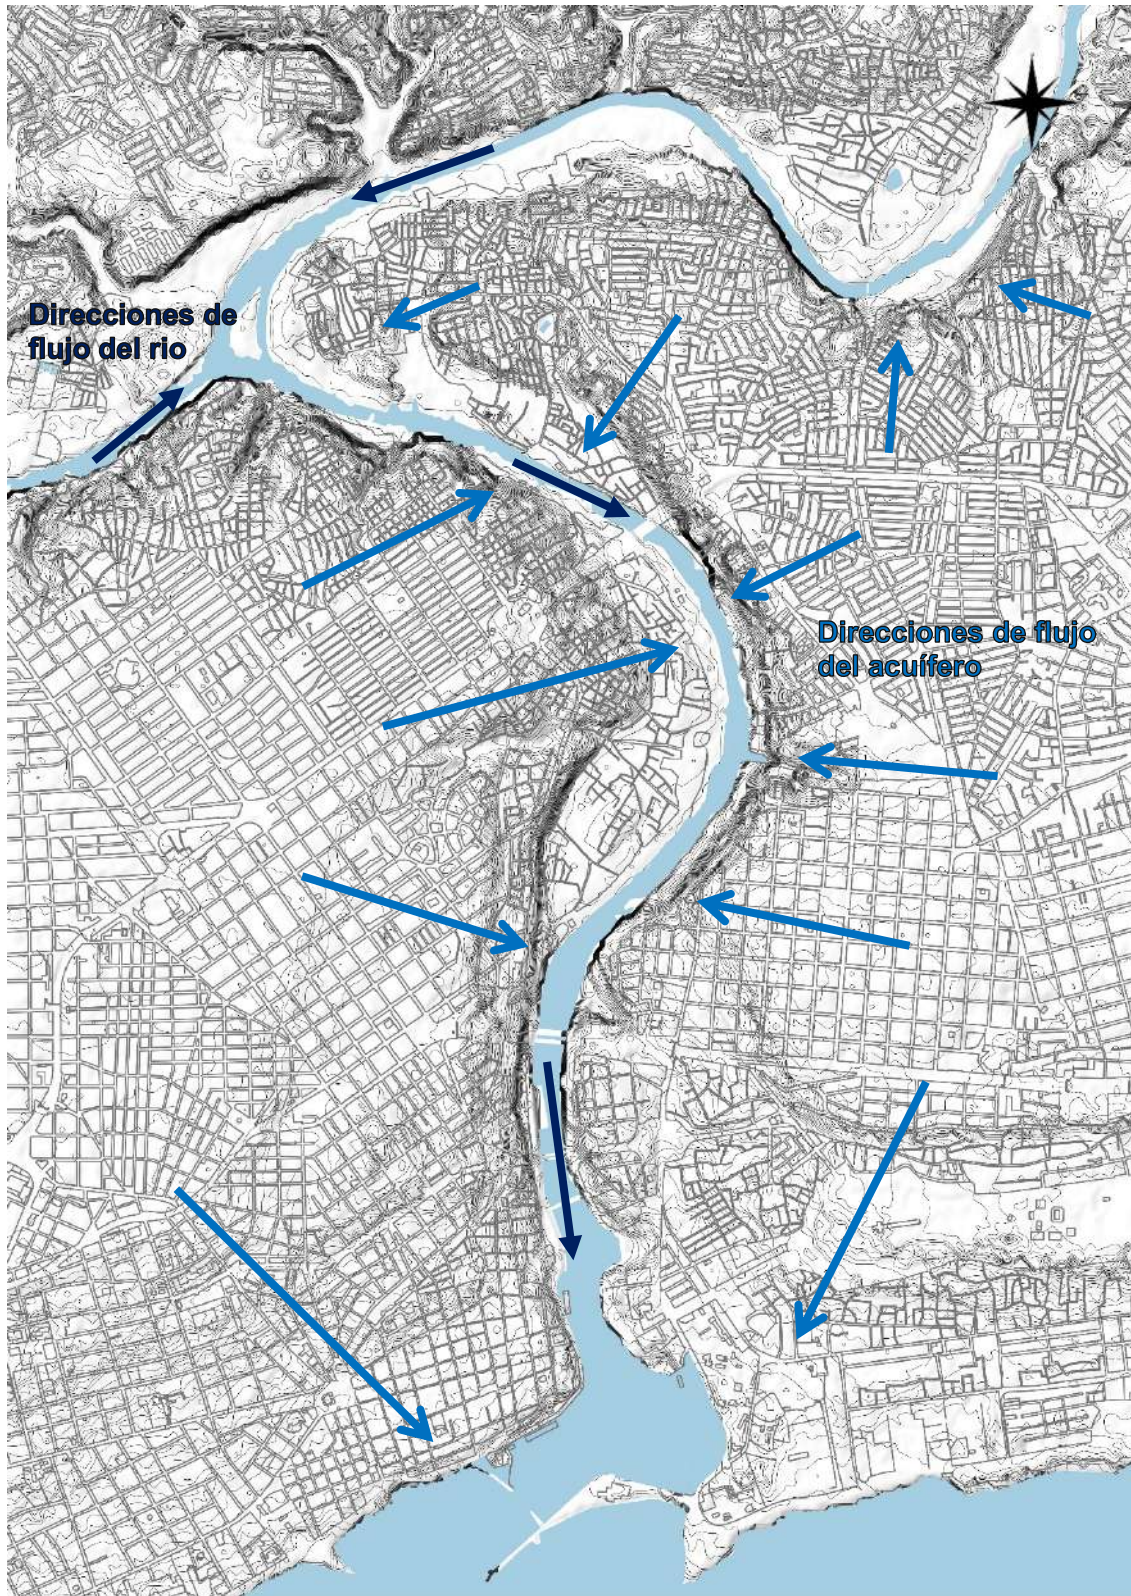 Direcciones de
flujo del rio
Direcciones de flujo
del acuífero